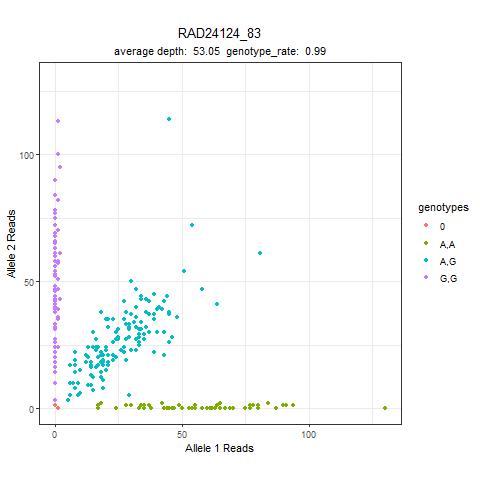 RAD24124_83
average depth:  53.05  genotype_rate:  0.99
100
50
0
Allele 2 Reads
0
50
100
Allele 1 Reads
genotypes
0
A,A
A,G
G,G